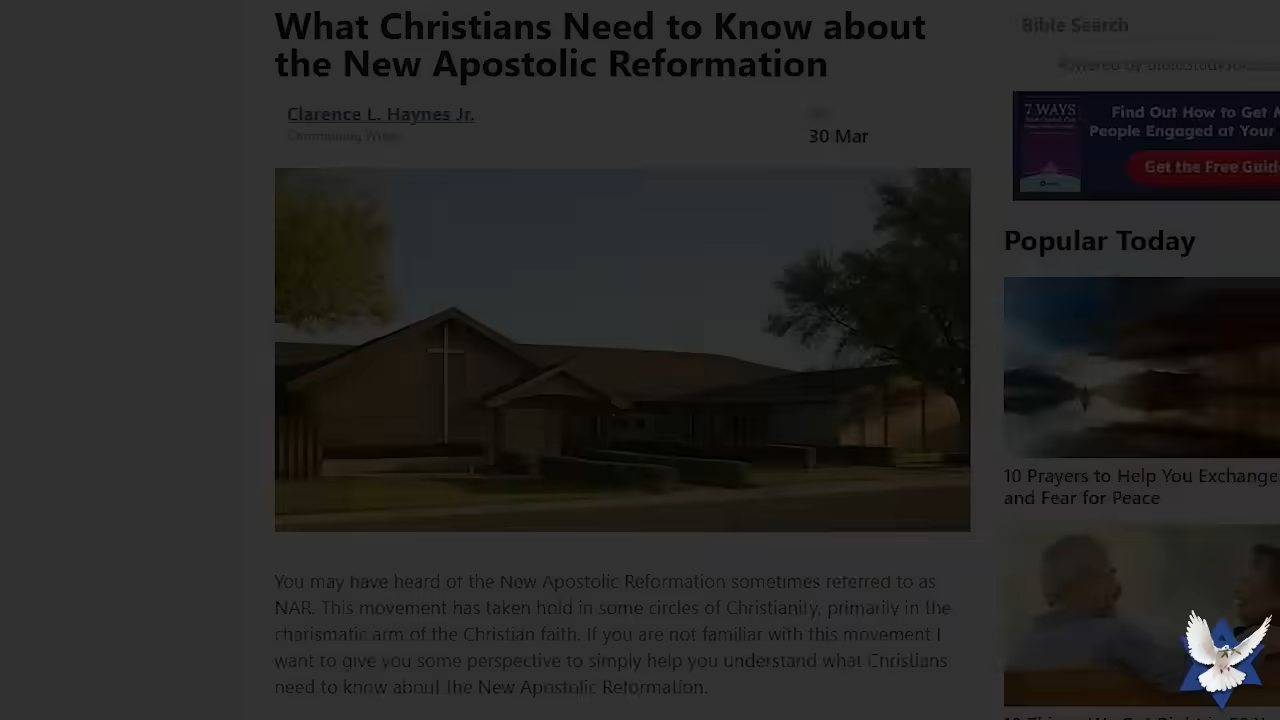 What Christians Need to Know about
the New Apostolic Reformation
Clarence L. Haynes Jr.
30 Mar
You may have heard of the New Apostolic Reformation sometimes referred to as
NAR. This movement has taken hold in some circles of Christianity, primarily in the
charismatic arm of the Christian faith. If you are not familiar with this movement I
want to give you some perspective to simply help you understand what Christians
need to know about the New Apostolic Reformation.
Bible Search
Powered by
7 WAYS
Find Out How to Get
People Engaged at Your
Get the Free Guid
Popular Today
10 Prayers to Help You Exchange
and Fear for Peace